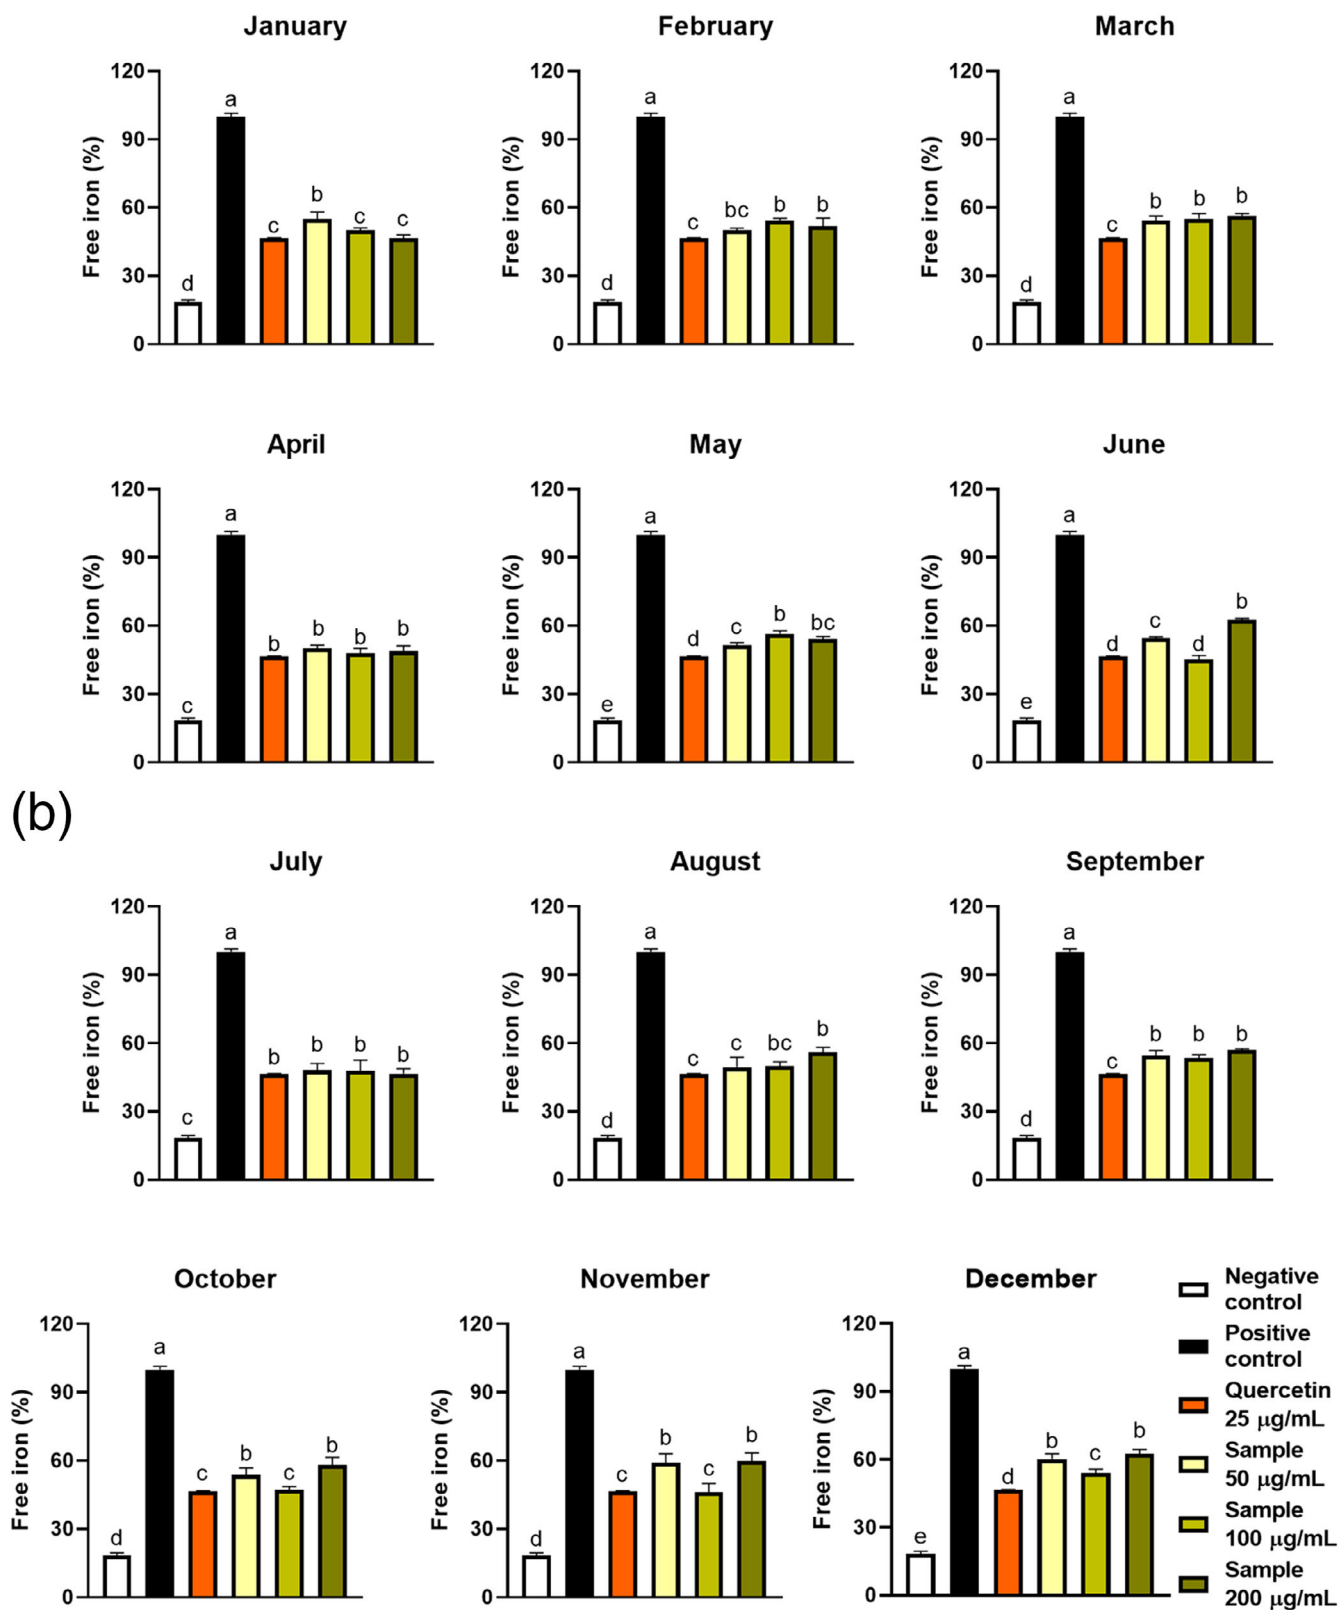 January
February
March
120
90
60
30
0
Free iron (%)
d
a
c
b
c
c
120
90
60
30
0
Free iron (%)
d
a
c
bc
b
b
120
90
60
30
0
Free iron (%)
d
a
c
b
b
b
April
May
June
120
90
60
30
0
Free iron (%)
c
a
b
b
b
b
120
90
60
30
0
Free iron (%)
e
a
d
c
b
bc
120
90
60
30
0
Free iron (%)
e
a
d
c
d
b
(b)
July
August
September
120
90
60
30
0
Free iron (%)
c
a
b
b
b
b
120
90
60
30
0
Free iron (%)
d
a
c
c
bc
b
120
90
60
30
0
Free iron (%)
d
a
c
b
b
b
October
November
December
120
90
60
30
0
Free iron (%)
d
a
c
b
c
b
120
90
60
30
0
Free iron (%)
d
a
c
b
c
b
120
90
60
30
0
Free iron (%)
e
a
d
b
c
b
Negative
control
Positive
control
Quercetin
25 µg/mL
Sample
50 µg/mL
Sample
100 µg/mL
Sample
200 µg/mL